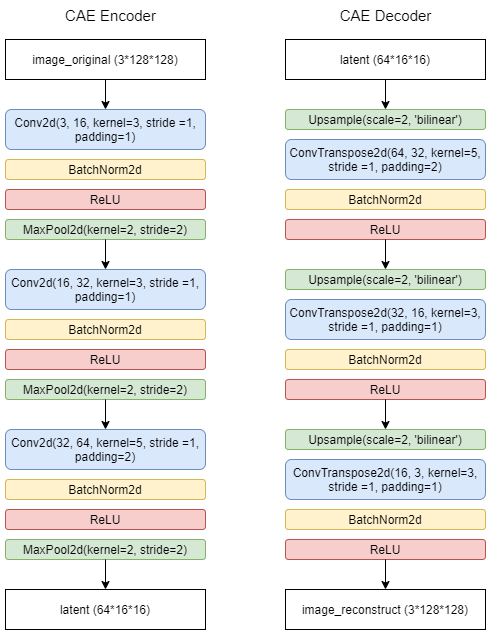 CAE Encoder
image_original (3*128*128)
Conv2d(3, 16, kernel=3, stride =1,
padding=1)
BatchNorm2d
ReLU
MaxPool2d(kernel=2, stride=2)
Conv2d(16, 32, kernel=3, stride =1,
padding=1)
BatchNorm2d
ReLU
MaxPool2d(kernel=2, stride=2)
Conv2d(32, 64, kernel=5, stride =1,
padding=2)
BatchNorm2d
ReLU
MaxPool2d(kernel=2, stride=2)
latent (64*16*16)
CAE Decoder
latent (64*16*16)
Upsample(scale=2, 'bilinear')
ConvTranspose2d(64, 32, kernel=5,
stride =1, padding=2)
BatchNorm2d
ReLU
Upsample(scale=2, 'bilinear')
ConvTranspose2d(32, 16, kernel=3,
stride =1, padding=1)
BatchNorm2d
ReLU
Upsample(scale=2, 'bilinear')
ConvTranspose2d(16, 3, kernel=3,
stride =1, padding=1)
BatchNorm2d
ReLU
image_reconstruct (3*128*128)